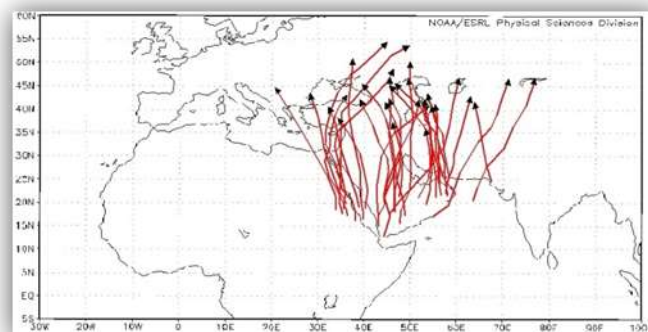 NOAA/ESRL Physical Sciences Division
60N
55N
50N
45N
40N
35N
30N
25N
20N
15N
10N
5N
EQ
5S
30W 20W 10W 0 10E 20E 30E 40E 50E 60E 70E 80E 90E 100